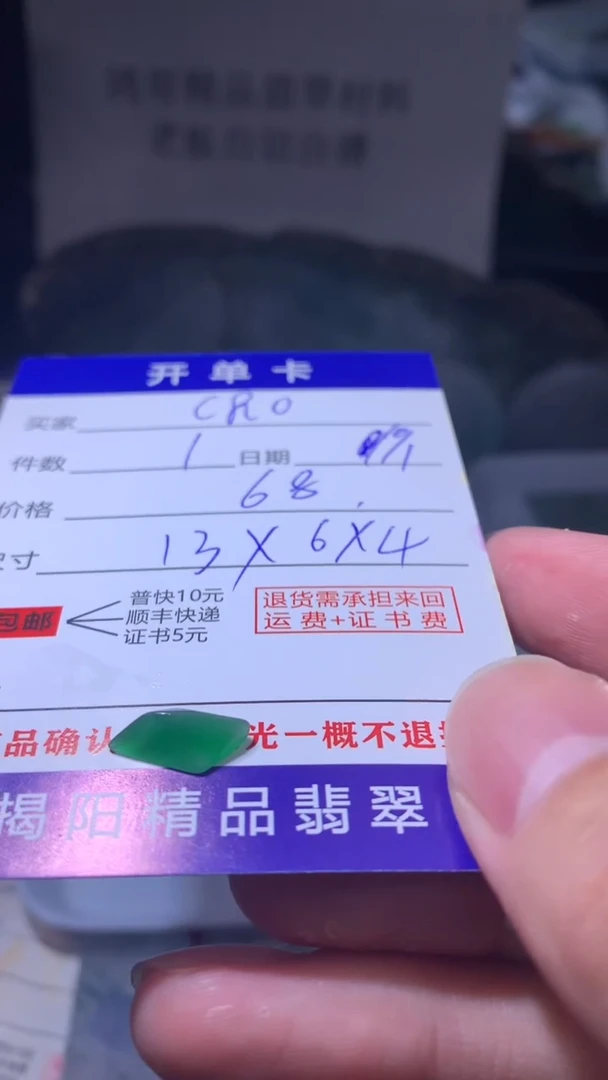 开单卡
买家 CRO
件数 1 日期
价格 68.
寸 13X6X4
包邮
普快10元
顺丰快递
证书5元
退货需承担来回
运费+证书费
品确认 光一概不退
揭阳精品翡翠